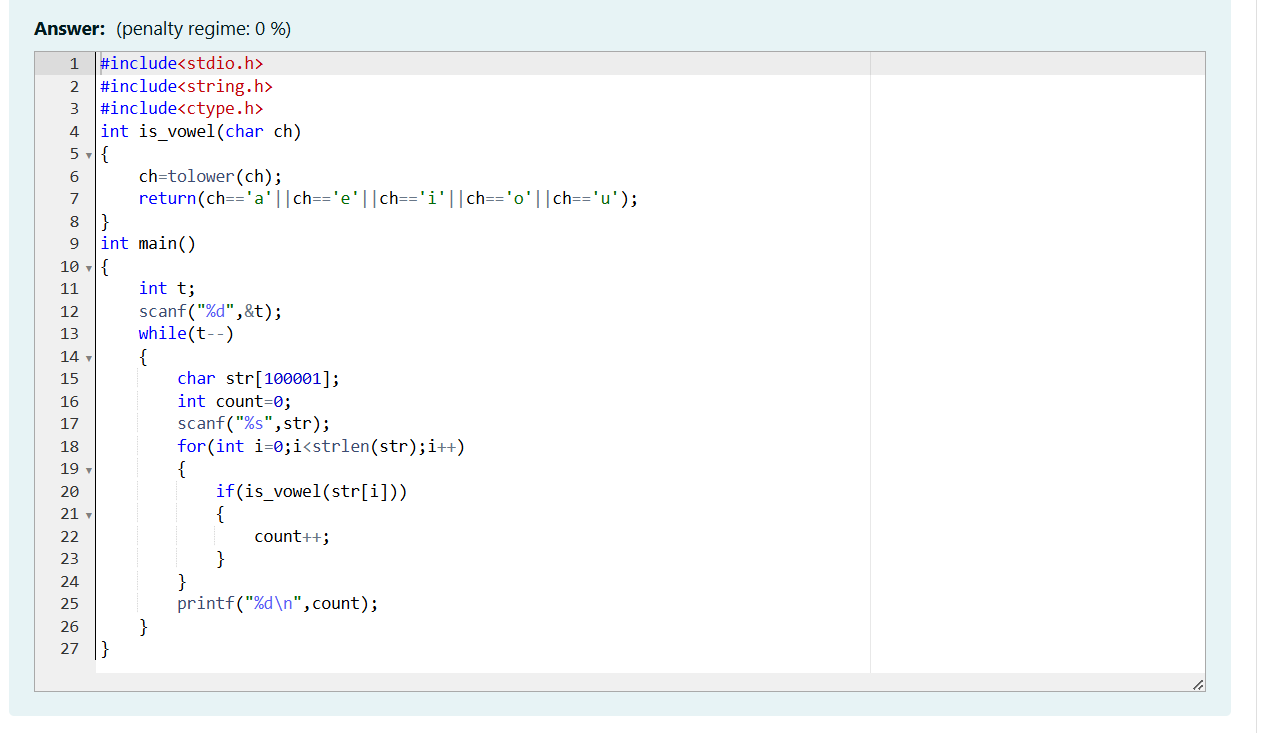 Answer: (penalty regime: 0 %)
1 #include<stdio.h>
2 #include<string.h>
3 #include<ctype.h>
4 int is_vowel(char ch)
5 {
6     ch=tolower(ch);
7     return(ch=='a'||ch=='e'||ch=='i'||ch=='o'||ch=='u');
8 }
9 int main()
10 {
11     int t;
12     scanf("%d",&t);
13     while(t--)
14     {
15         char str[100001];
16         int count=0;
17         scanf("%s",str);
18         for(int i=0;i<strlen(str);i++)
19         {
20             if(is_vowel(str[i]))
21             {
22                 count++;
23             }
24         }
25         printf("%d\n",count);
26     }
27 }